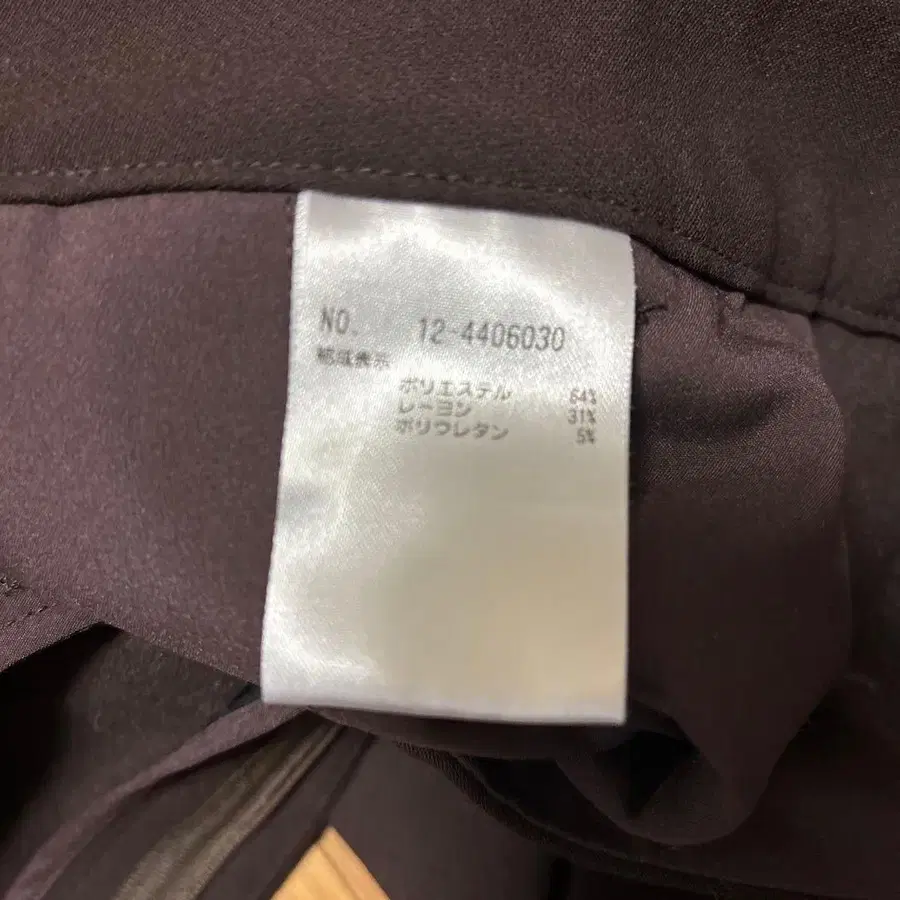 NO. 12-4406030
組成表示
ポリエステル 64%
レーヨン 31%
ポリウレタン 5%